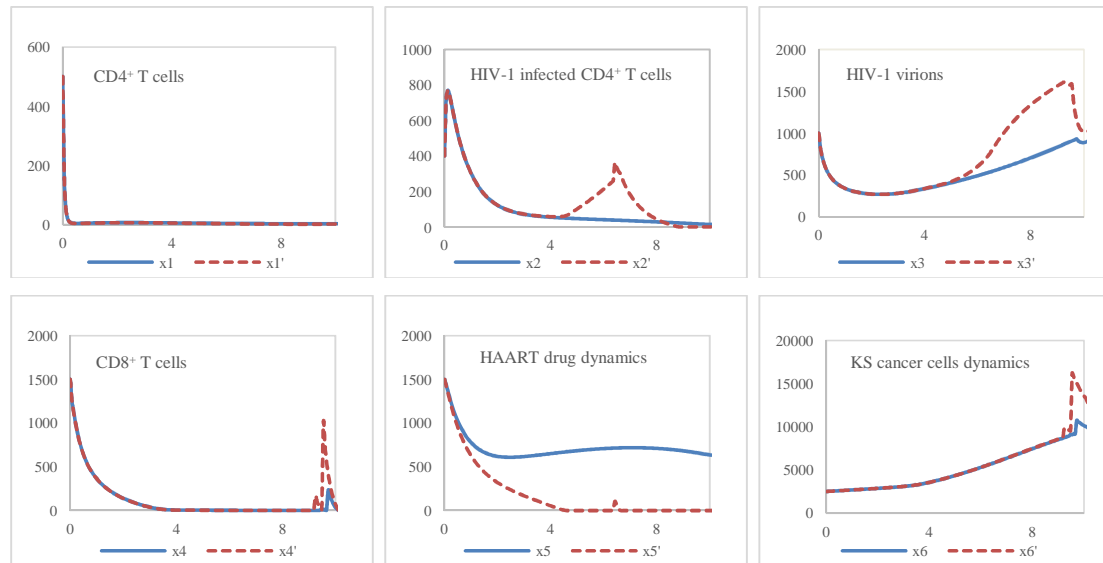 600
CD4⁺ T cells
400
200
0
0 4 8
x1 x1'
1000
HIV-1 infected CD4⁺ T cells
800
600
400
200
0
0 4 8
x2 x2'
2000
HIV-1 virions
1500
1000
500
0
0 4 8
x3 x3'
2000
CD8⁺ T cells
1500
1000
500
0
0 4 8
x4 x4'
2000
HAART drug dynamics
1500
1000
500
0
0 4 8
x5 x5'
20000
KS cancer cells dynamics
15000
10000
5000
0
0 4 8
x6 x6'